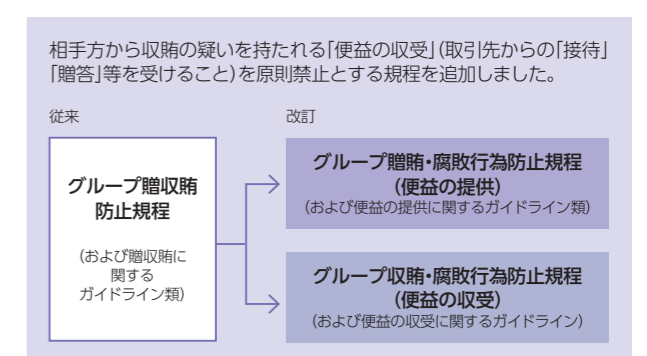 相手方から収賄の疑いを持たれる「便益の収受」（取引先からの「接待」
「贈答」等を受けること）を原則禁止とする規程を追加しました。
従来
改訂
グループ贈収賄
防止規程
（および贈収賄に
関する
ガイドライン類）
グループ贈賄・腐敗行為防止規程
（便益の提供）
（および便益の提供に関するガイドライン類）
グループ収賄・腐敗行為防止規程
（便益の収受）
（および便益の収受に関するガイドライン）